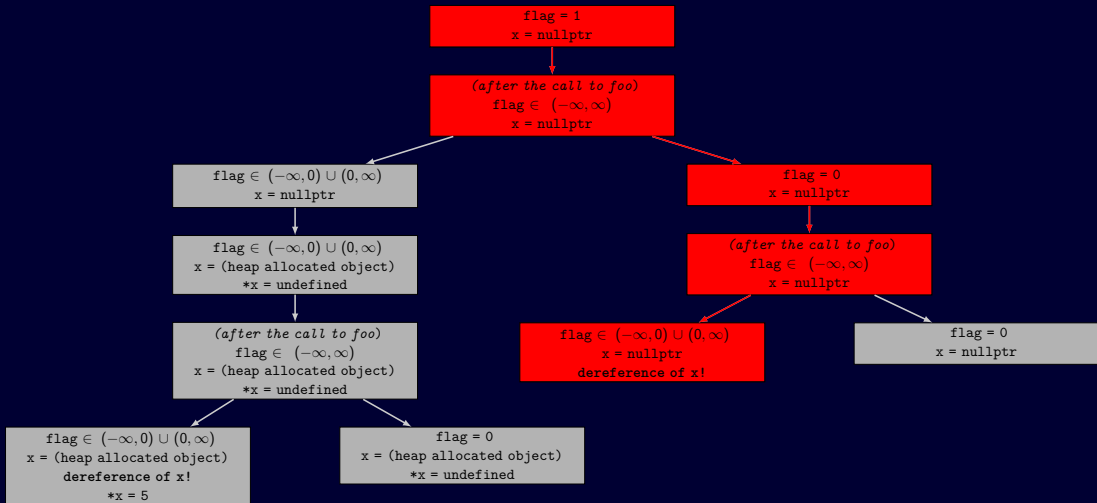 flag = 1
x = nullptr
(after the call to foo)
flag ∈ (−∞, ∞)
x = nullptr
flag ∈ (−∞, 0) ∪ (0, ∞)
x = nullptr
flag = 0
x = nullptr
flag ∈ (−∞, 0) ∪ (0, ∞)
x = (heap allocated object)
*x = undefined
(after the call to foo)
flag ∈ (−∞, ∞)
x = nullptr
(after the call to foo)
flag ∈ (−∞, ∞)
x = (heap allocated object)
*x = undefined
flag ∈ (−∞, 0) ∪ (0, ∞)
x = nullptr
dereference of x!
flag = 0
x = nullptr
flag ∈ (−∞, 0) ∪ (0, ∞)
x = (heap allocated object)
dereference of x!
*x = 5
flag = 0
x = (heap allocated object)
*x = undefined